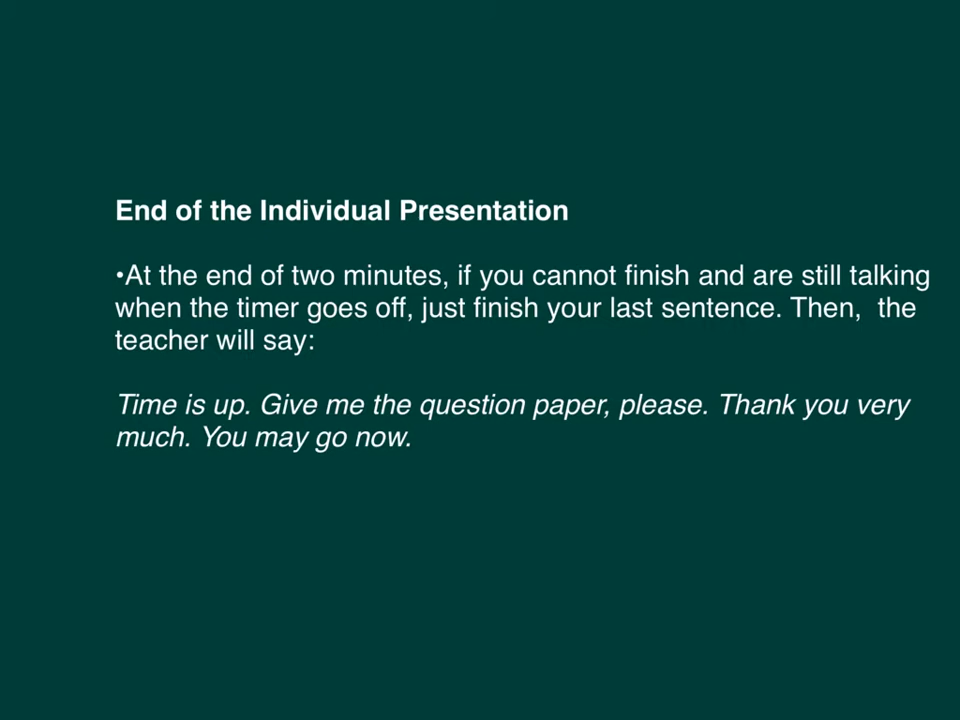 End of the Individual Presentation
•At the end of two minutes, if you cannot finish and are still talking
when the timer goes off, just finish your last sentence. Then,  the
teacher will say:
Time is up. Give me the question paper, please. Thank you very
much. You may go now.